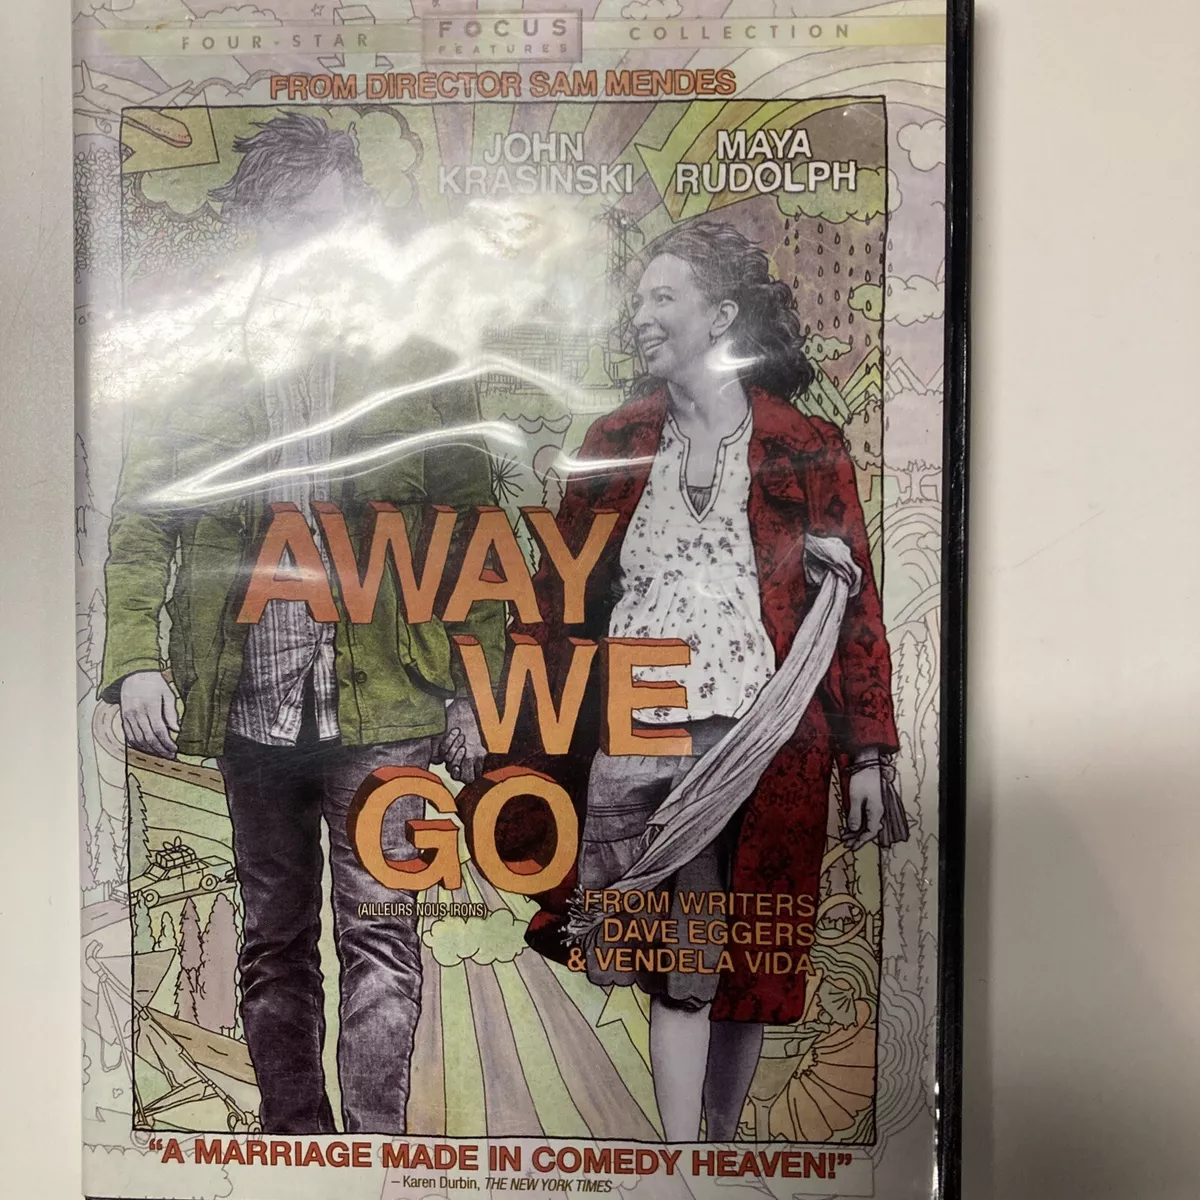 FOUR-STAR FOCUS FEATURES COLLECTION
FROM DIRECTOR SAM MENDES
JOHN KRASINSKI
MAYA RUDOLPH
AWAY
WE
GO
(AILLEURS NOUS IRONS)
FROM WRITERS
DAVE EGGERS
& VENDELA VIDA
“A MARRIAGE MADE IN COMEDY HEAVEN!”
– Karen Durbin, THE NEW YORK TIMES